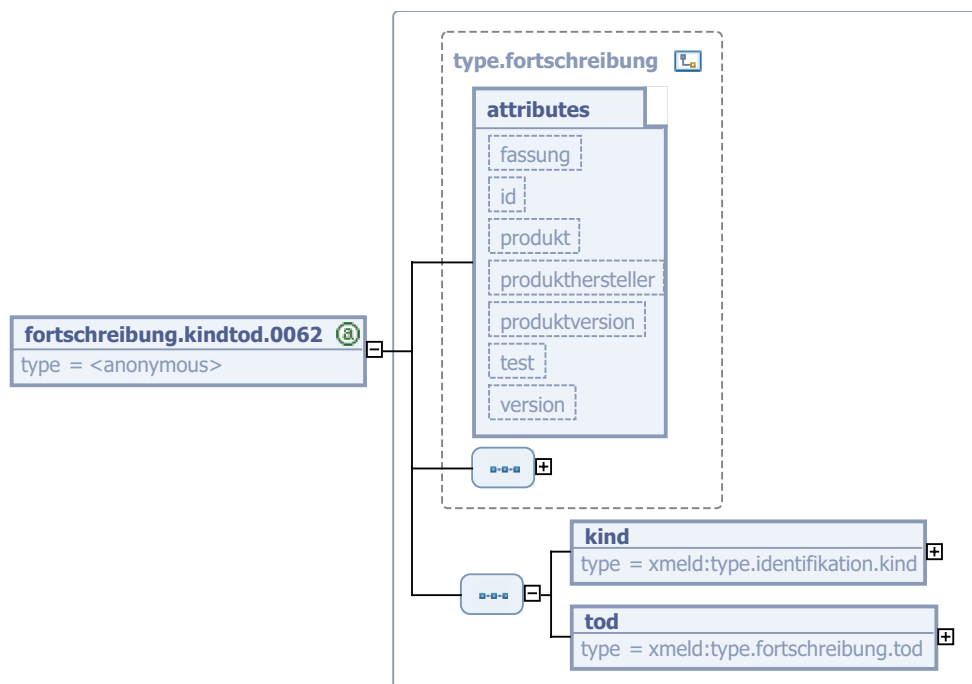 type.fortschreibung
attributes
fassung
id
produkt
produkthersteller
produktversion
test
version
fortschreibung.kindtod.0062
type = <anonymous>
kind
type = xmeld:type.identifikation.kind
tod
type = xmeld:type.fortschreibung.tod